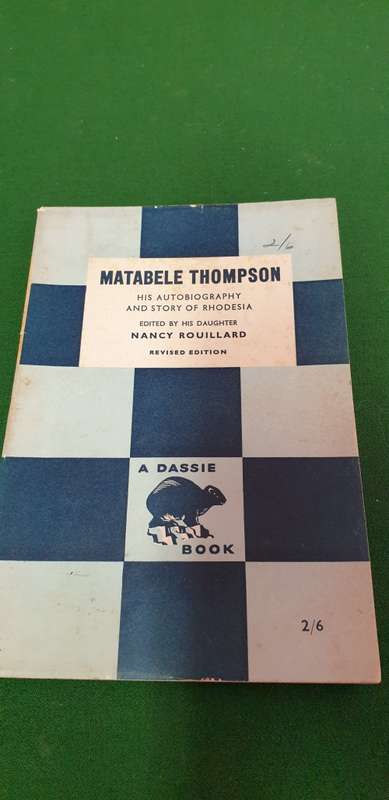 2/6
MATABELE THOMPSON
HIS AUTOBIOGRAPHY
AND STORY OF RHODESIA
EDITED BY HIS DAUGHTER
NANCY ROUILLARD
REVISED EDITION
A DASSIE
BOOK
2/6